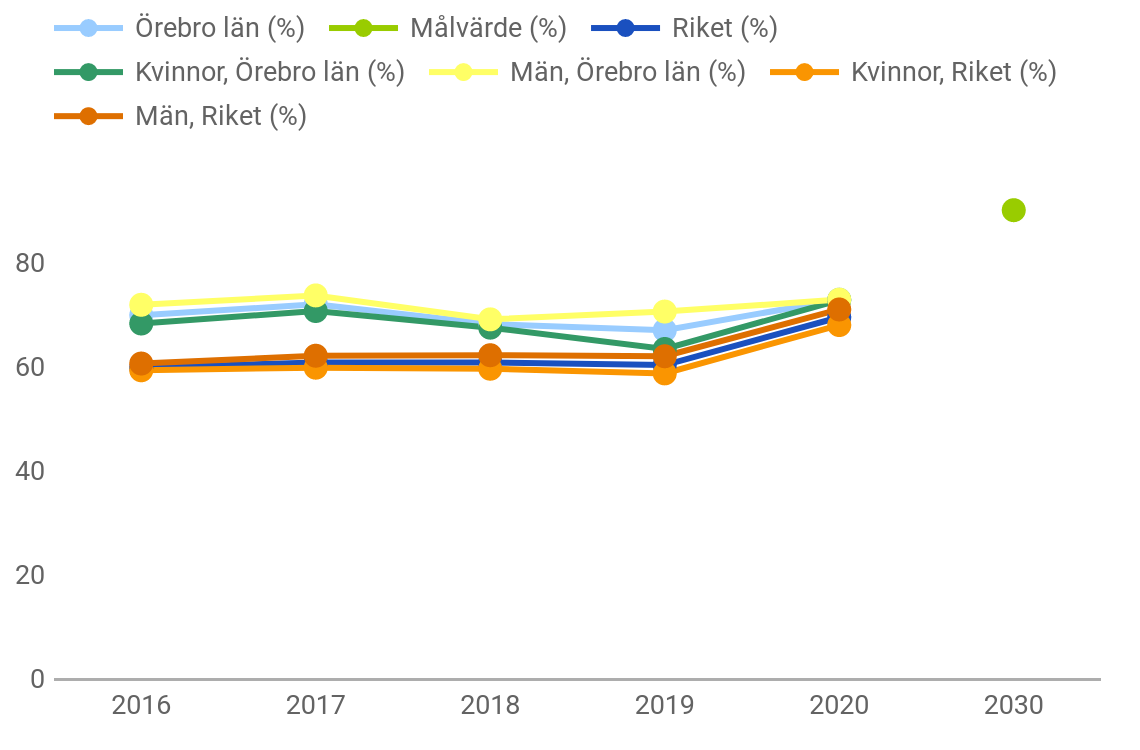 Örebro län (%) Målvärde (%) Riket (%)
Kvinnor, Örebro län (%) Män, Örebro län (%) Kvinnor, Riket (%)
Män, Riket (%)
80
60
40
20
0
2016 2017 2018 2019 2020 2030